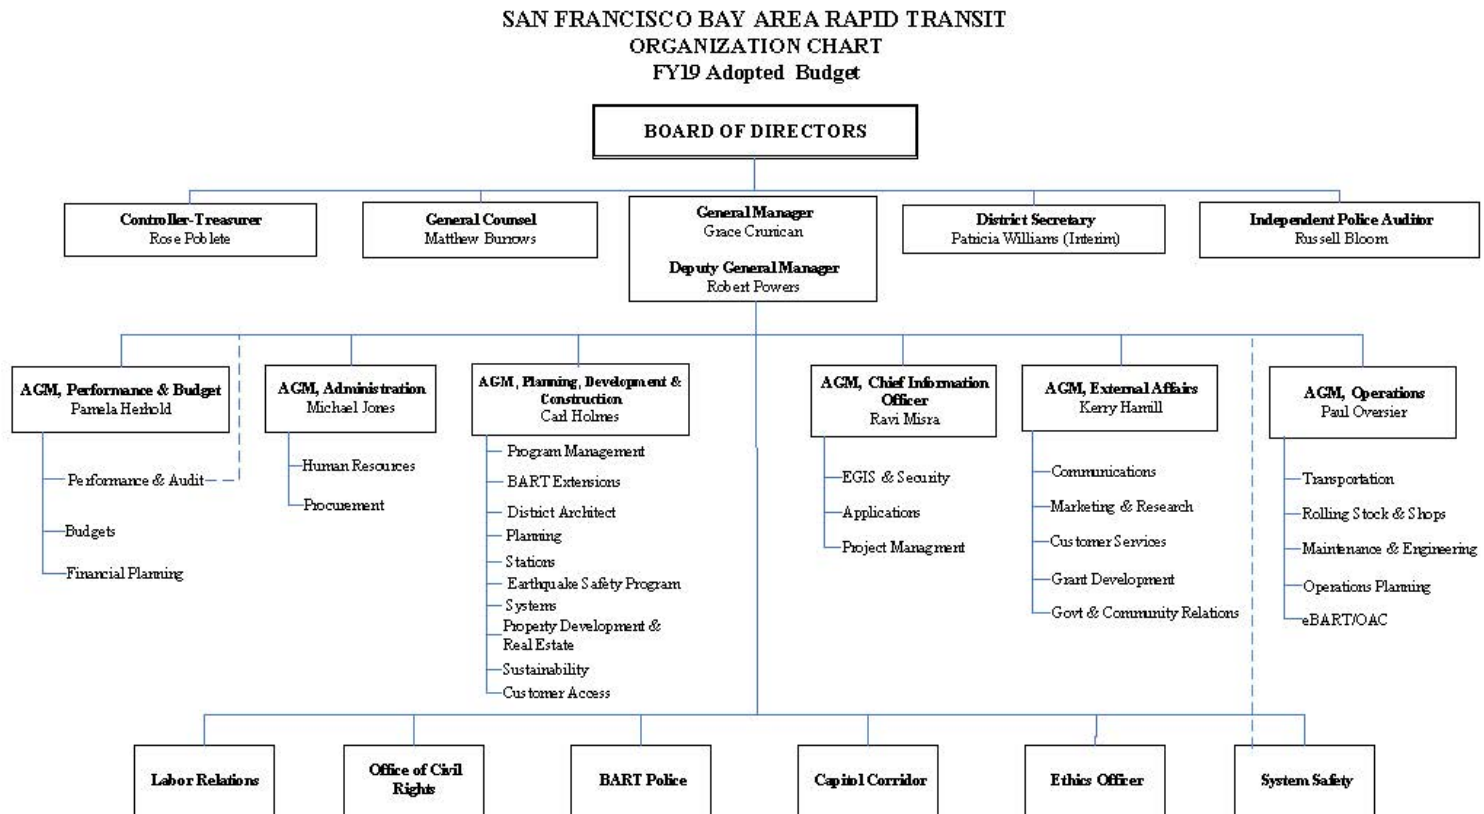 SAN FRANCISCO BAY AREA RAPID TRANSIT
ORGANIZATION CHART
FY19 Adopted Budget
BOARD OF DIRECTORS
Controller-Treasurer
Rose Poblete
General Counsel
Matthew Burrows
General Manager
Grace Crunican
Deputy General Manager
Robert Powers
District Secretary
Patricia Williams (Interim)
Independent Police Auditor
Russell Bloom
AGM, Performance & Budget
Pamela Herhold
AGM, Administration
Michael Jones
AGM, Planning, Development &
Construction
Carl Holmes
AGM, Chief Information
Officer
Ravi Misra
AGM, External Affairs
Kerry Hamill
AGM, Operations
Paul Oversier
Performance & Audit
Budgets
Financial Planning
Human Resources
Procurement
Program Management
BART Extensions
District Architect
Planning
Stations
Earthquake Safety Program
Systems
Property Development &
Real Estate
Sustainability
Customer Access
EGIS & Security
Applications
Project Managment
Communications
Marketing & Research
Customer Services
Grant Development
Govt & Community Relations
Transportation
Rolling Stock & Shops
Maintenance & Engineering
Operations Planning
eBART/OAC
Labor Relations
Office of Civil
Rights
BART Police
Capitol Corridor
Ethics Officer
System Safety